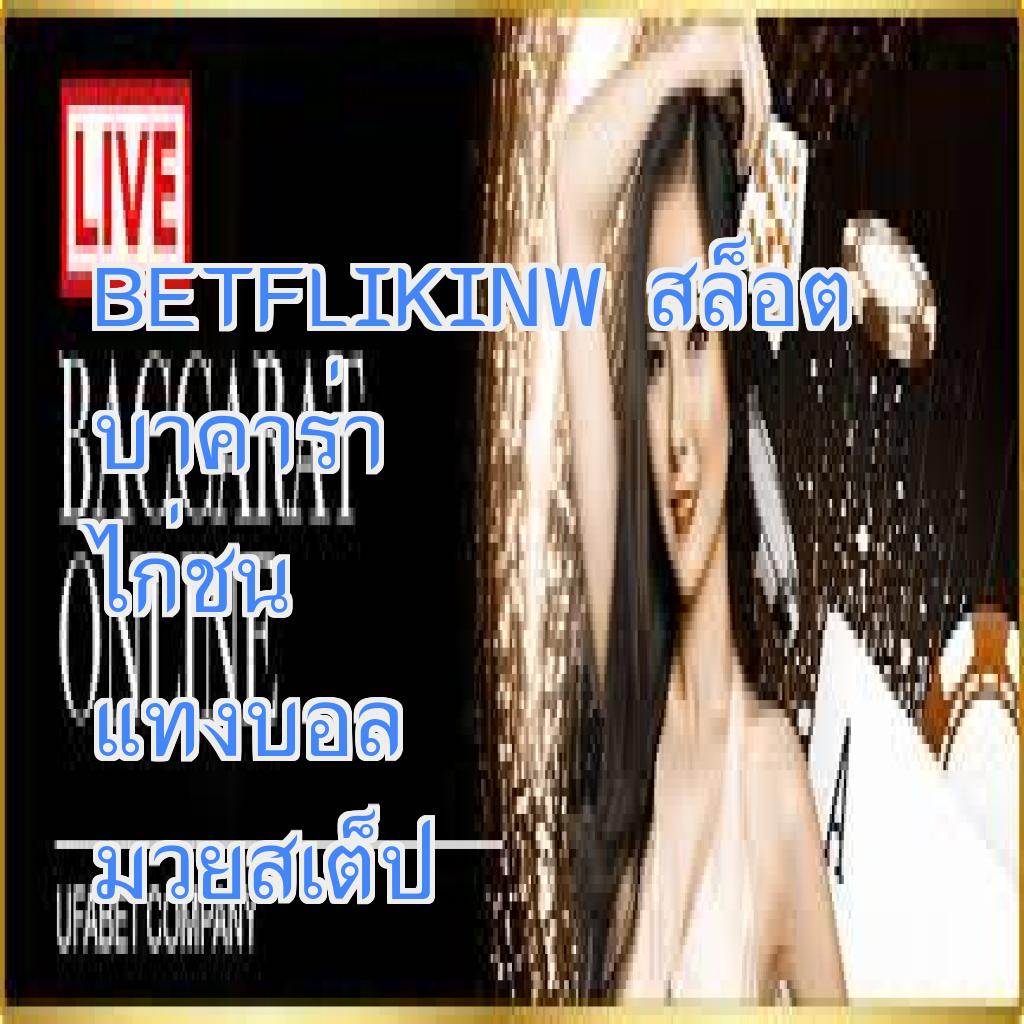 LIVE
BETFLIKINW สล็อต
BACCARAT
บาคาร่า
ไก่ชน
ONLINE
แทงบอล
มวยสเต็ป
UFABET COMPANY
A